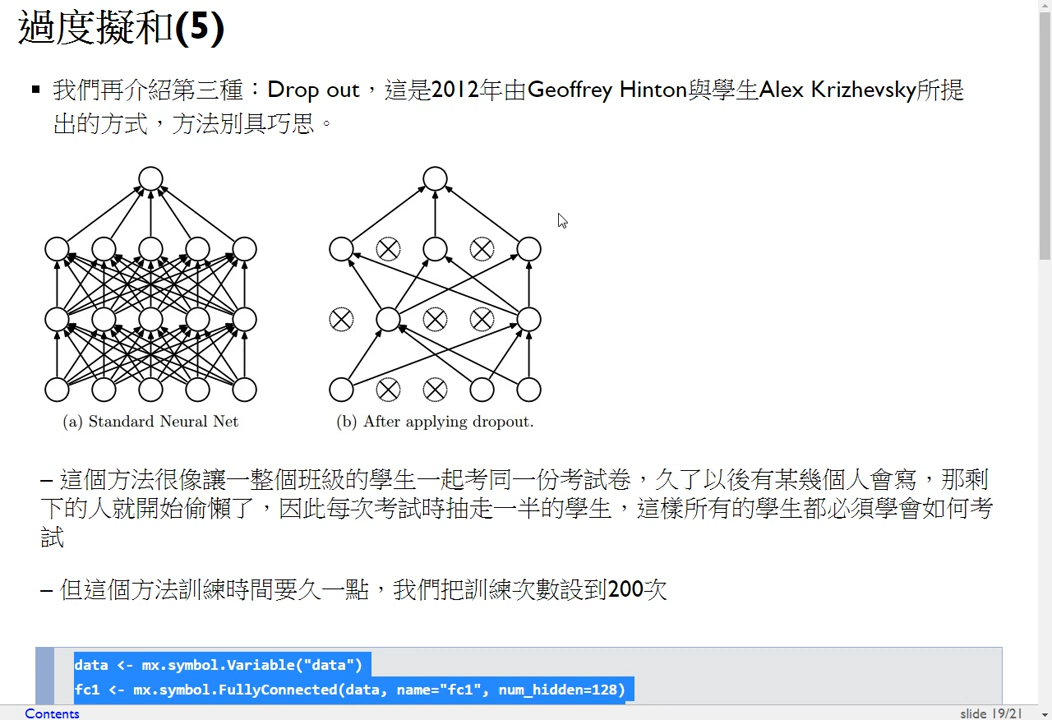 過度擬和(5)
▪ 我們再介紹第三種：Drop out，這是2012年由Geoffrey Hinton與學生Alex Krizhevsky所提
出的方式，方法別具巧思。
(a) Standard Neural Net
(b) After applying dropout.
– 這個方法很像讓一整個班級的學生一起考同一份考試卷，久了以後有某幾個人會寫，那剩
下的人就開始偷懶了，因此每次考試時抽走一半的學生，這樣所有的學生都必須學會如何考
試
– 但這個方法訓練時間要久一點，我們把訓練次數設到200次
data <- mx.symbol.Variable("data")
fc1 <- mx.symbol.FullyConnected(data, name="fc1", num_hidden=128)
Contents
slide 19/21